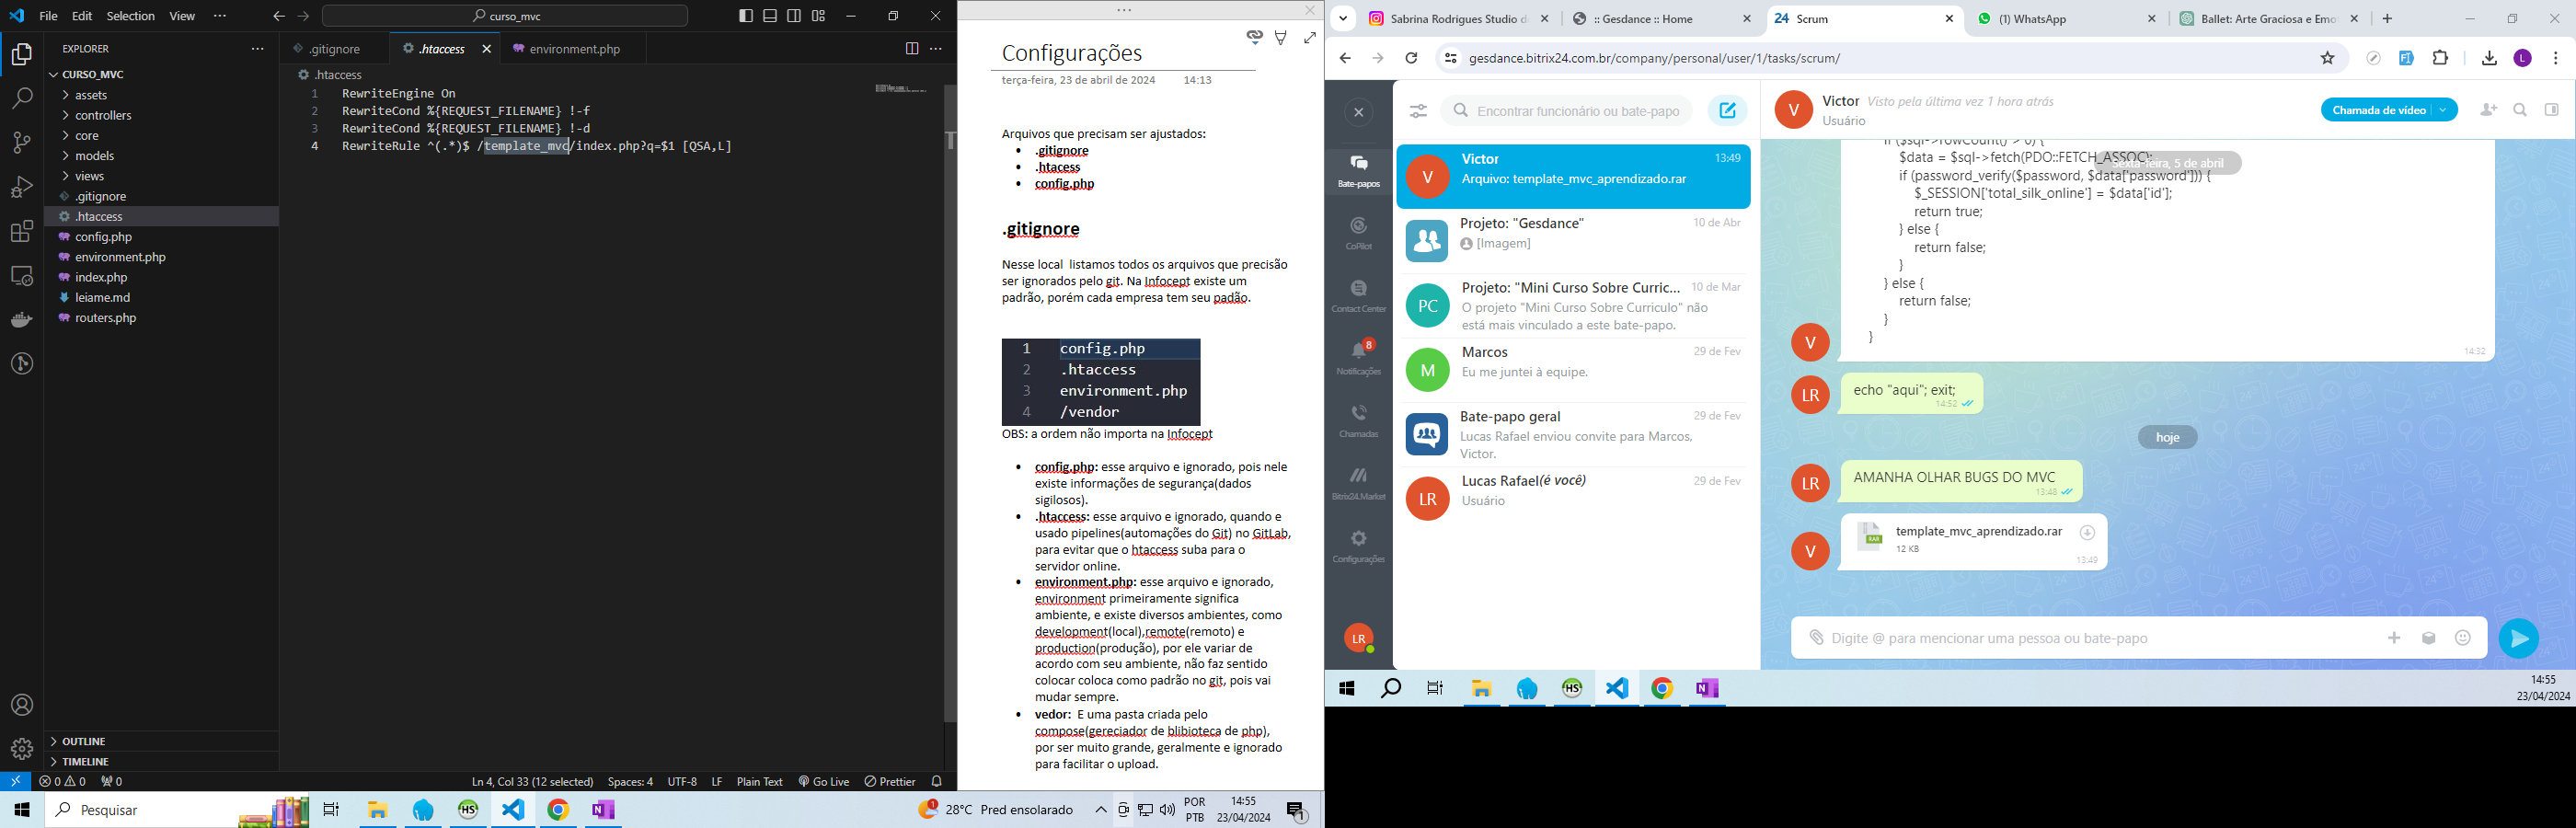 File Edit Selection View ···
curso_mvc
EXPLORER ···
CURSO_MVC
assets
controllers
core
models
views
.gitignore
.htaccess
config.php
environment.php
index.php
leiame.md
routers.php
OUTLINE
TIMELINE
.gitignore .htaccess environment.php
.htaccess
1 RewriteEngine On
2 RewriteCond %{REQUEST_FILENAME} !-f
3 RewriteCond %{REQUEST_FILENAME} !-d
4 RewriteRule ^(.*)$ /template_mvc/index.php?q=$1 [QSA,L]
0 0 0 Ln 4, Col 33 (12 selected) Spaces: 4 UTF-8 LF Plain Text Go Live Prettier
Pesquisar
1 28°C Pred ensolarado
POR
PTB
14:55
23/04/2024
1
Configurações
terça-feira, 23 de abril de 2024 14:13
Arquivos que precisam ser ajustados:
• .gitignore
• .htacess
• config.php
.gitignore
Nesse local listamos todos os arquivos que precisão
ser ignorados pelo git. Na Infocept existe um
padrão, porém cada empresa tem seu padão.
1 config.php
2 .htaccess
3 environment.php
4 /vendor
OBS: a ordem não importa na Infocept
• config.php: esse arquivo e ignorado, pois nele
existe informações de segurança(dados
sigilosos).
• .htaccess: esse arquivo e ignorado, quando e
usado pipelines(automações do Git) no GitLab,
para evitar que o htaccess suba para o
servidor online.
• environment.php: esse arquivo e ignorado,
environment primeiramente significa
ambiente, e existe diversos ambientes, como
development(local),remote(remoto) e
production(produção), por ele variar de
acordo com seu ambiente, não faz sentido
colocar coloca como padrão no git, pois vai
mudar sempre.
• vedor: E uma pasta criada pelo
compose(gereciador de blibioteca de php),
por ser muito grande, geralmente e ignorado
para facilitar o upload.
Sabrina Rodrigues Studio d
:: Gesdance :: Home
24 Scrum
(1) WhatsApp
Ballet: Arte Graciosa e Emo
gesdance.bitrix24.com.br/company/personal/user/1/tasks/scrum/
L
Bate-papos
CoPilot
Contact Center
8
Notificações
Chamadas
Bitrix24.Market
Configurações
LR
Encontrar funcionário ou bate-papo
V
Victor 13:49
Arquivo: template_mvc_aprendizado.rar
Projeto: "Gesdance" 10 de Abr
[Imagem]
PC
Projeto: "Mini Curso Sobre Curric... 10 de Mar
O projeto "Mini Curso Sobre Curriculo" não
está mais vinculado a este bate-papo.
M
Marcos 29 de Fev
Eu me juntei à equipe.
Bate-papo geral 29 de Fev
Lucas Rafael enviou convite para Marcos,
Victor.
LR
Lucas Rafael(é você) 29 de Fev
Usuário
V
Victor Visto pela última vez 1 hora atrás
Usuário
Chamada de vídeo
if ($sql->rowCount() > 0) {
$data = $sql->fetch(PDO::FETCH_ASSOC);
Sexta-feira, 5 de abril
if (password_verify($password, $data['password'])) {
$_SESSION['total_silk_online'] = $data['id'];
return true;
} else {
return false;
}
} else {
return false;
}
}
V
14:32
LR
echo "aqui"; exit;
14:52
hoje
LR
AMANHA OLHAR BUGS DO MVC
13:48
V
RAR
template_mvc_aprendizado.rar
12 KB
13:49
Digite @ para mencionar uma pessoa ou bate-papo
14:55
23/04/2024